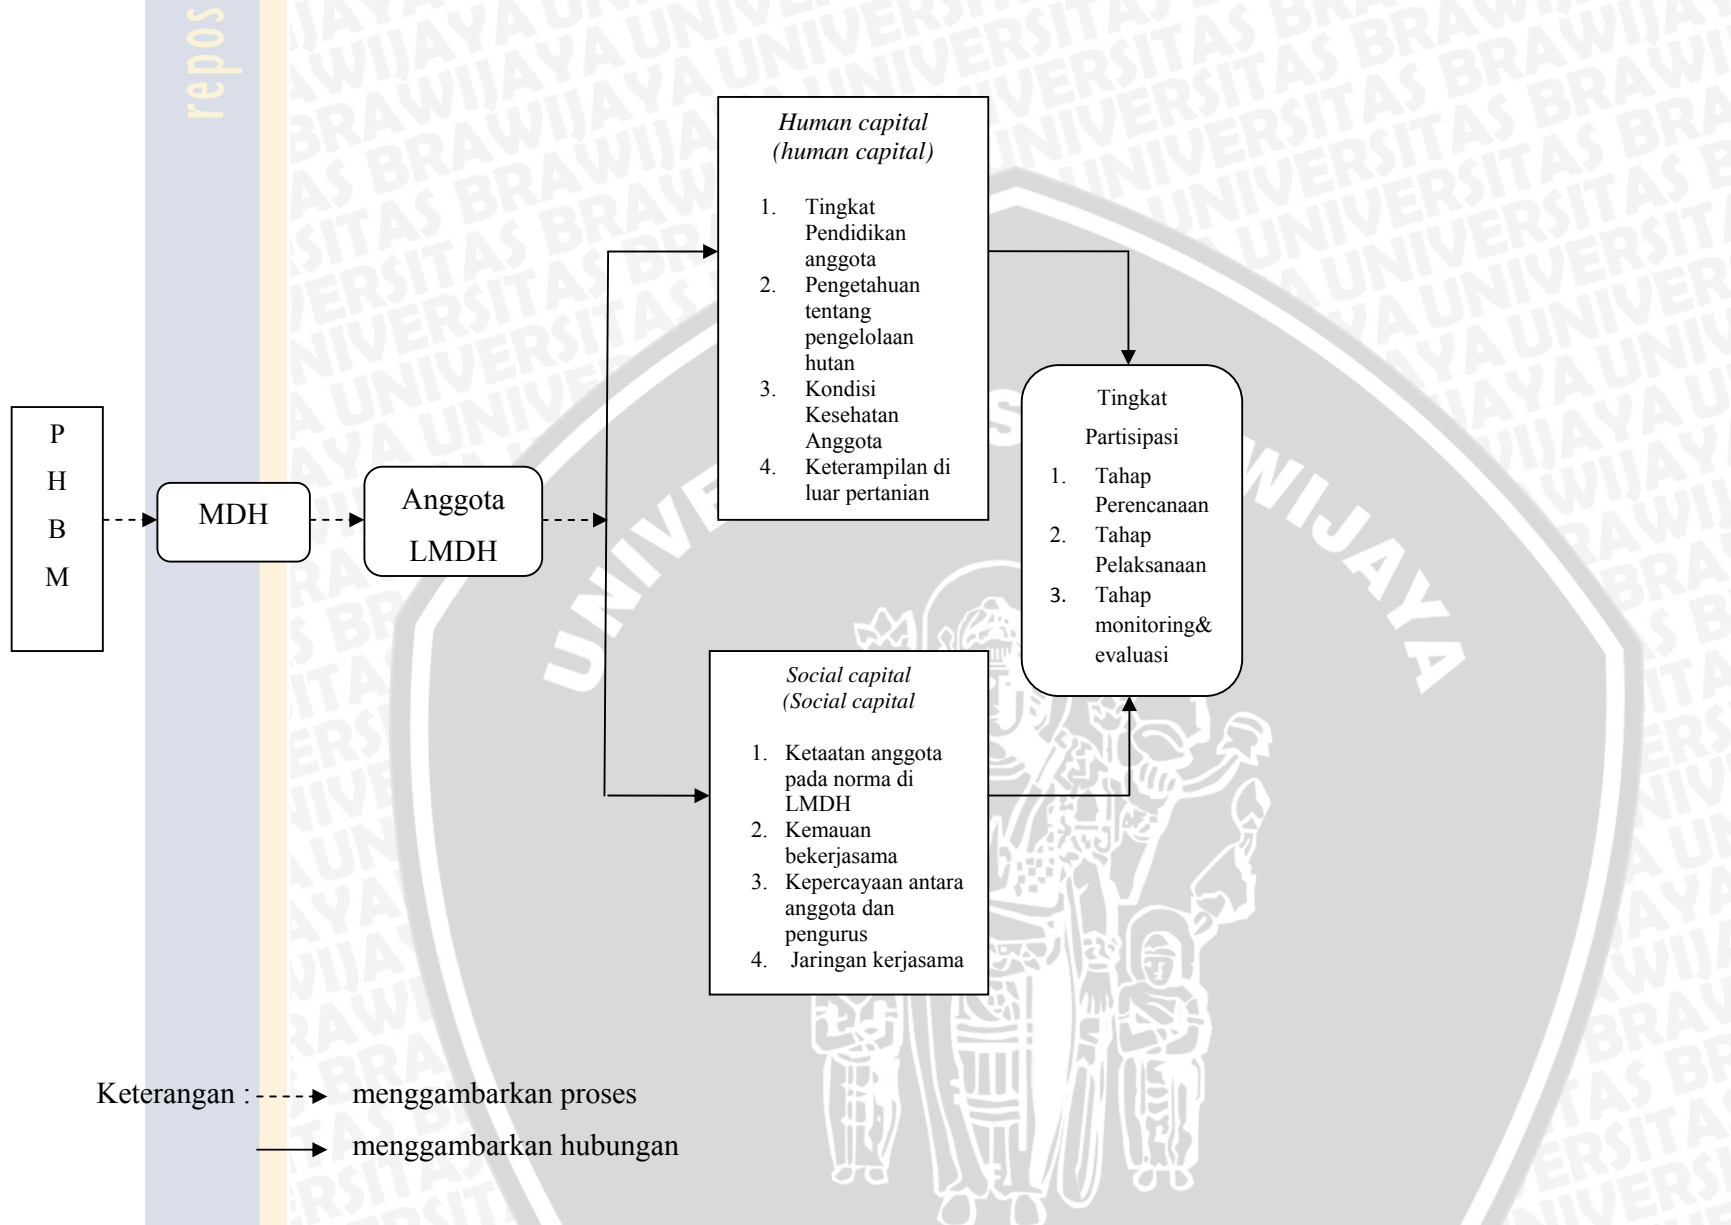 repos
P
H
B
M
MDH
Anggota
LMDH
Human capital
(human capital)
1. Tingkat
Pendidikan
anggota
2. Pengetahuan
tentang
pengelolaan
hutan
3. Kondisi
Kesehatan
Anggota
4. Keterampilan di
luar pertanian
Social capital
(Social capital
1. Ketaatan anggota
pada norma di
LMDH
2. Kemauan
bekerjasama
3. Kepercayaan antara
anggota dan
pengurus
4. Jaringan kerjasama
Tingkat
Partisipasi
1. Tahap
Perencanaan
2. Tahap
Pelaksanaan
3. Tahap
monitoring&
evaluasi
Keterangan :
menggambarkan proses
menggambarkan hubungan